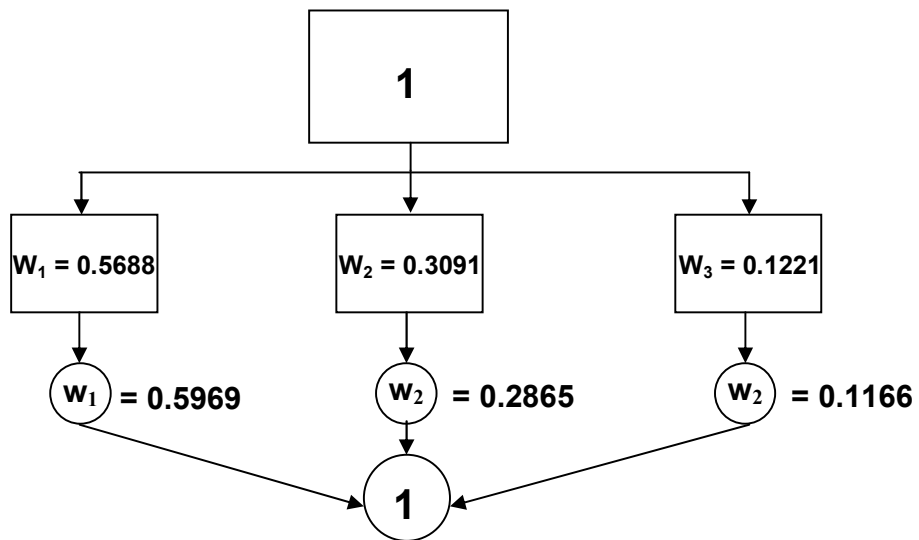 1
W₁ = 0.5688
W₂ = 0.3091
W₃ = 0.1221
w₁ = 0.5969
w₂ = 0.2865
w₂ = 0.1166
1